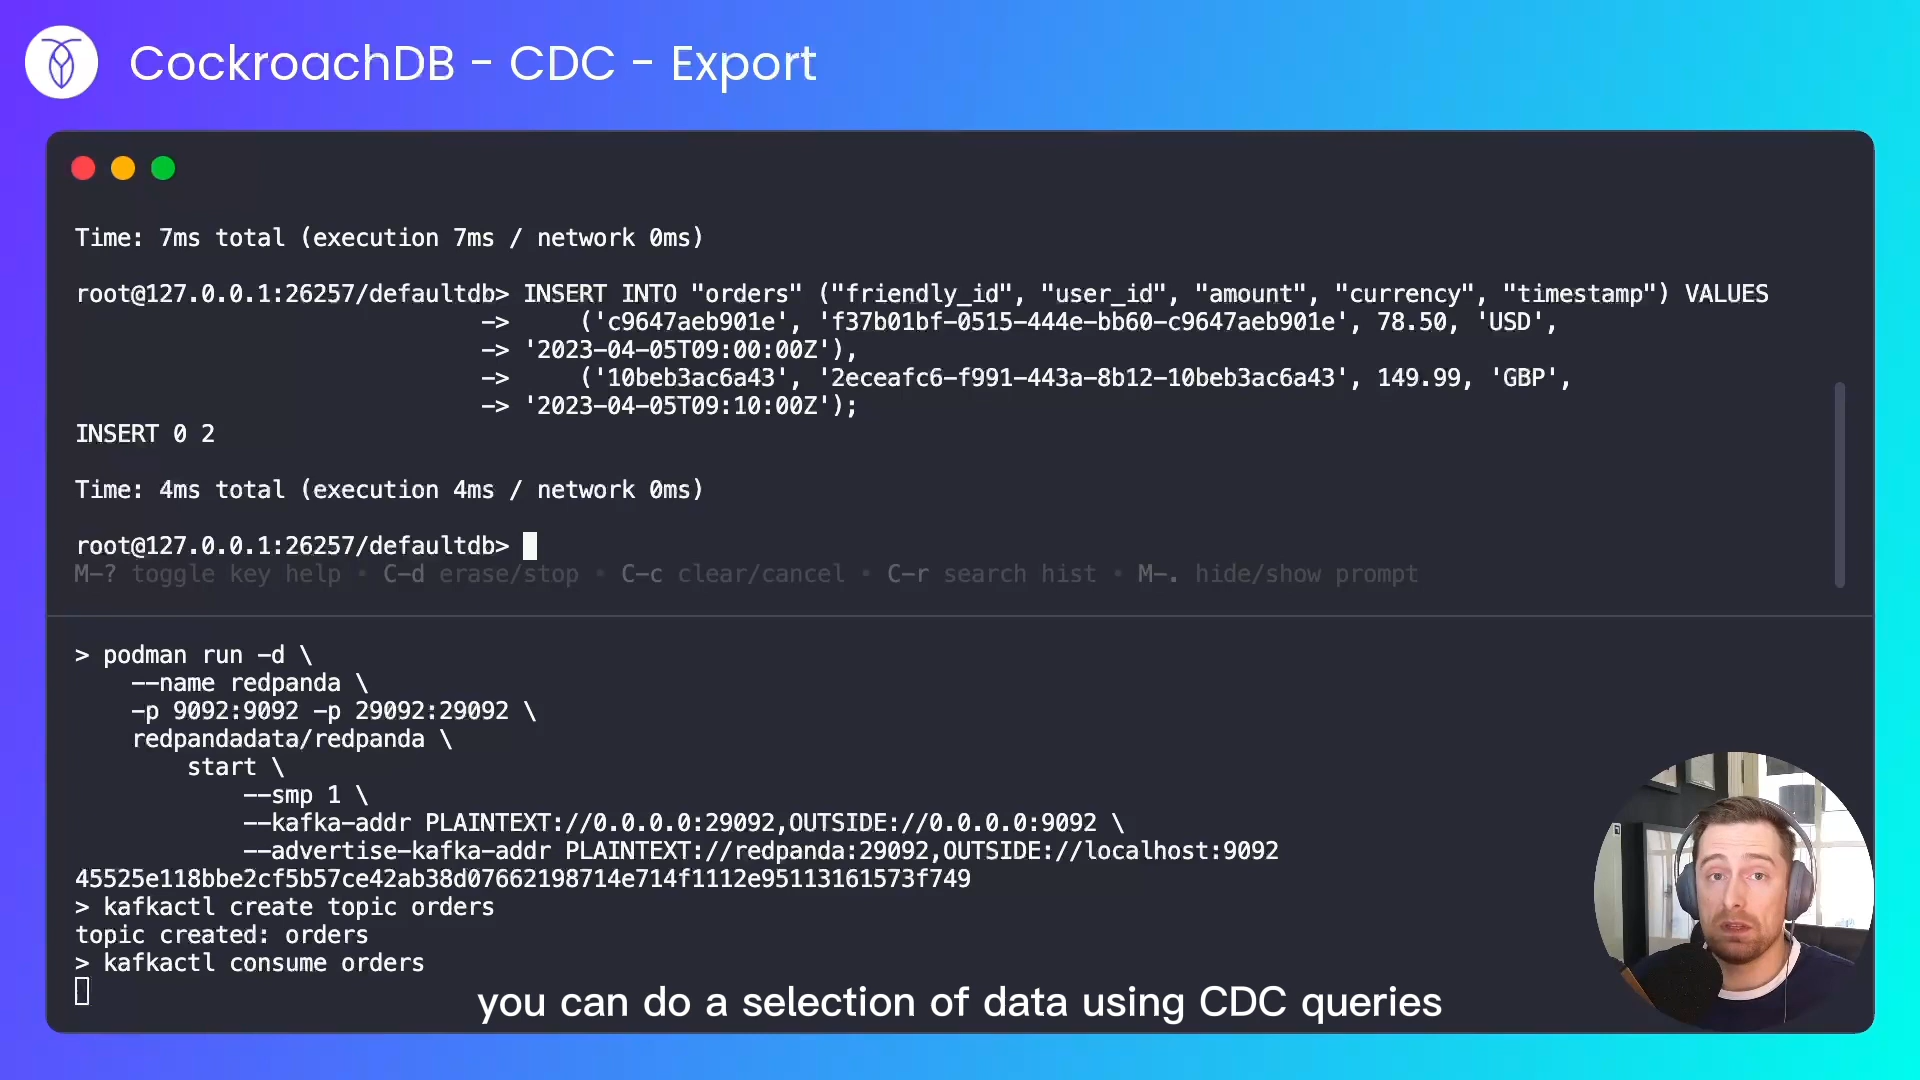 CockroachDB - CDC - Export
Time: 7ms total (execution 7ms / network 0ms)
root@127.0.0.1:26257/defaultdb> INSERT INTO "orders" ("friendly_id", "user_id", "amount", "currency", "timestamp") VALUES
-> ('c9647aeb901e', 'f37b01bf-0515-444e-bb60-c9647aeb901e', 78.50, 'USD',
-> '2023-04-05T09:00:00Z'),
-> ('10beb3ac6a43', '2eceafc6-f991-443a-8b12-10beb3ac6a43', 149.99, 'GBP',
-> '2023-04-05T09:10:00Z');
INSERT 0 2
Time: 4ms total (execution 4ms / network 0ms)
root@127.0.0.1:26257/defaultdb>
M-? toggle key help • C-d erase/stop • C-c clear/cancel • C-r search hist • M-. hide/show prompt
> podman run -d \
--name redpanda \
-p 9092:9092 -p 29092:29092 \
redpandadata/redpanda \
start \
--smp 1 \
--kafka-addr PLAINTEXT://0.0.0.0:29092,OUTSIDE://0.0.0.0:9092 \
--advertise-kafka-addr PLAINTEXT://redpanda:29092,OUTSIDE://localhost:9092
45525e118bbe2cf5b57ce42ab38d07662198714e714f1112e95113161573f749
> kafkactl create topic orders
topic created: orders
> kafkactl consume orders
you can do a selection of data using CDC queries